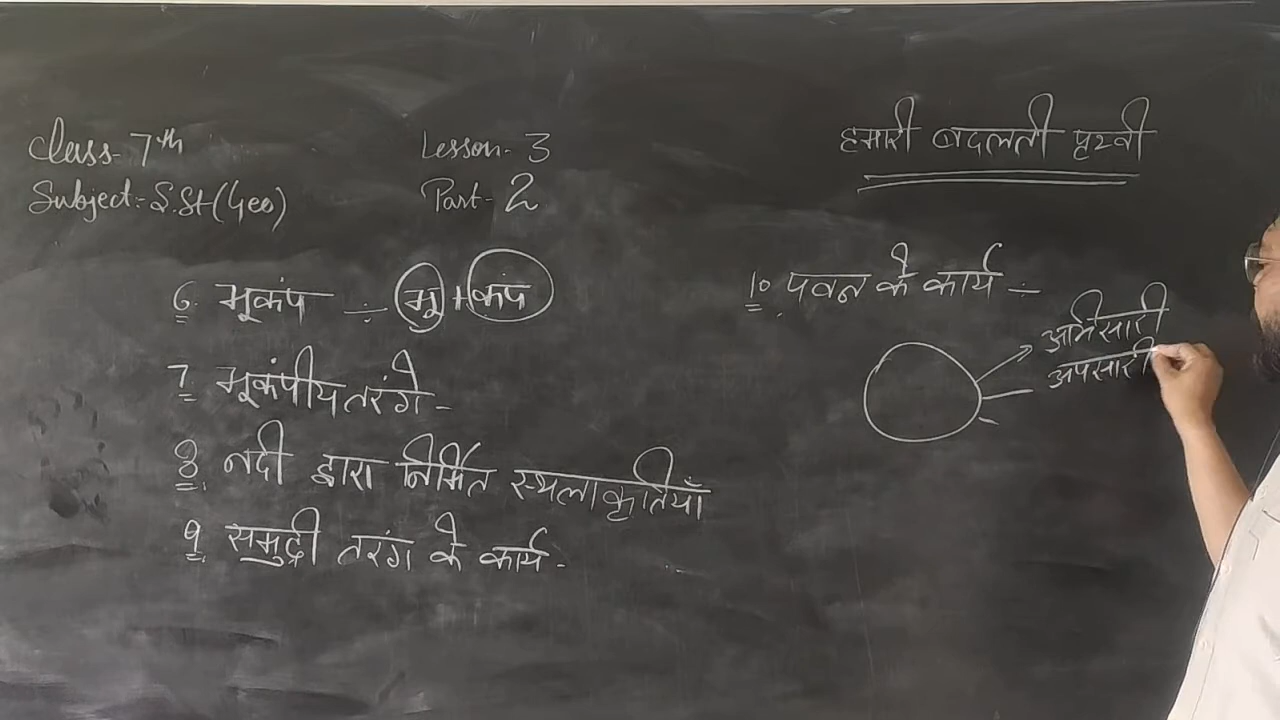 Class- 7th
Subject:- S.St (Geo)
Lesson- 3
Part- 2
हमारी बदलती पृथ्वी
6. भूकंप ÷ भू + कंप
7 भूकंपीय तरंगे -
8. नदी द्वारा निर्मित स्थलाकृतियाँ
9. समुद्री तरंग के कार्य -
10. पवन के कार्य ÷
अभिसारी
अपसारी